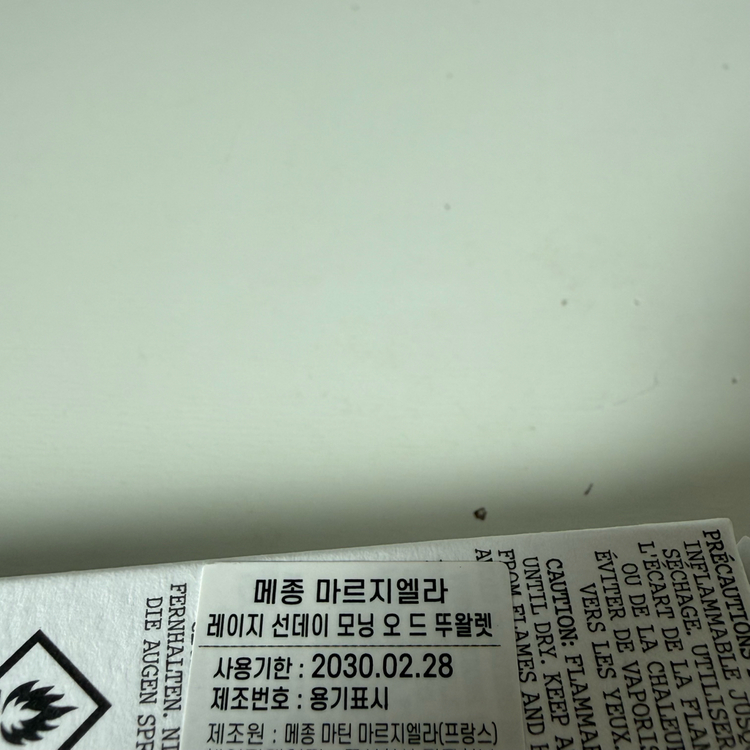 메종 마르지엘라
레이지 선데이 모닝 오 드 뚜왈렛
사용기한 : 2030.02.28
제조번호 : 용기표시
제조원 : 메종 마틴 마르지엘라(프랑스)
FERNHALTEN. NI
DIE AUGEN SPR
FROM FLAMES AND
UNTIL DRY. KEEP A
CAUTION: FLAMMA
VERS LES YEUX.
ÉVITER DE VAPORI
OU DE LA CHALEU
L'ÉCART DE LA FLA
SÉCHAGE. UTILISER
INFLAMMABLE JUS
PRÉCAUTIONS